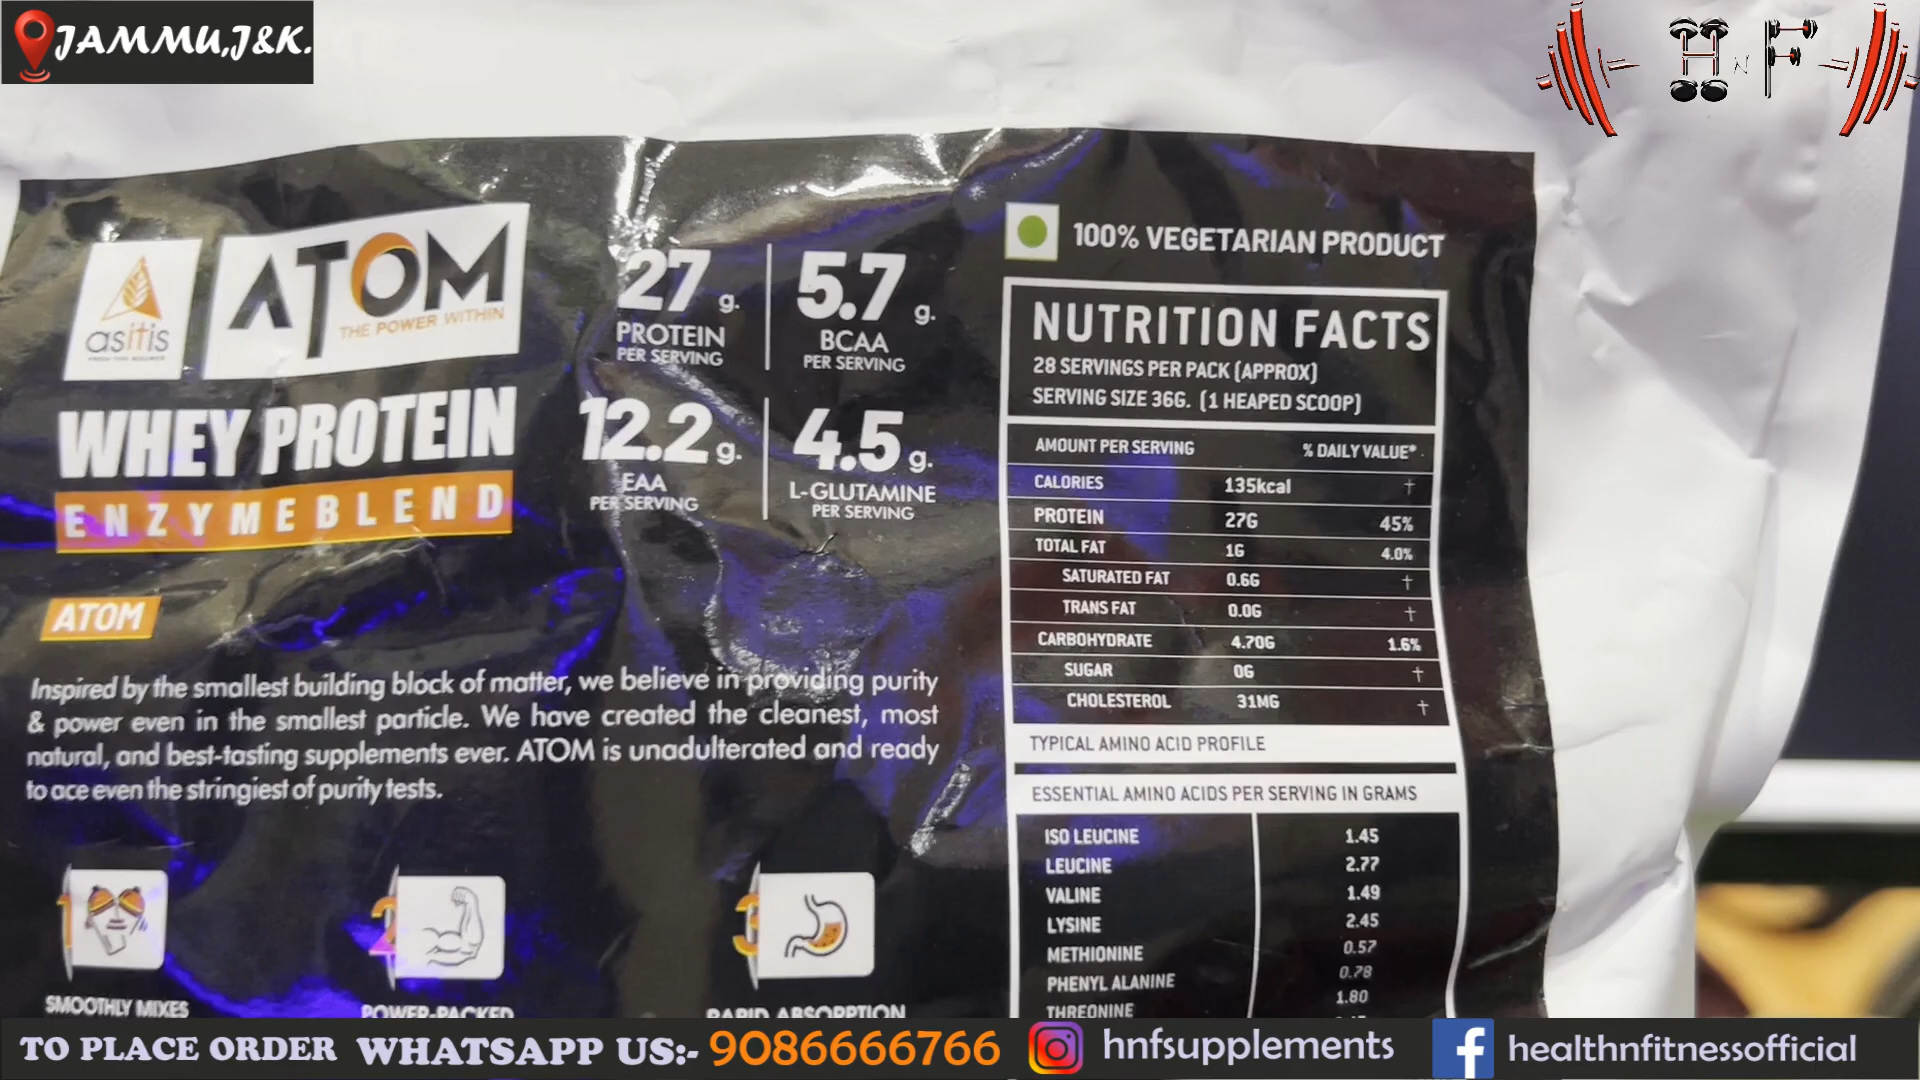 JAMMU,J&K.
H N F
asitis
ATOM
THE POWER WITHIN
WHEY PROTEIN
ENZYMEBLEND
27 g.
PROTEIN
PER SERVING
5.7 g.
BCAA
PER SERVING
12.2 g.
EAA
PER SERVING
4.5 g.
L-GLUTAMINE
PER SERVING
ATOM
Inspired by the smallest building block of matter, we believe in providing purity
& power even in the smallest particle. We have created the cleanest, most
natural, and best-tasting supplements ever. ATOM is unadulterated and ready
to ace even the stringiest of purity tests.
1
SMOOTHLY MIXES
2
POWER-PACKED
3
RAPID ABSORPTION
100% VEGETARIAN PRODUCT
NUTRITION FACTS
28 SERVINGS PER PACK (APPROX)
SERVING SIZE 36G. (1 HEAPED SCOOP)
AMOUNT PER SERVING % DAILY VALUE*
CALORIES 135kcal †
PROTEIN 27G 45%
TOTAL FAT 1G 4.0%
SATURATED FAT 0.6G †
TRANS FAT 0.0G †
CARBOHYDRATE 4.70G 1.6%
SUGAR 0G †
CHOLESTEROL 31MG †
TYPICAL AMINO ACID PROFILE
ESSENTIAL AMINO ACIDS PER SERVING IN GRAMS
ISO LEUCINE 1.45
LEUCINE 2.77
VALINE 1.49
LYSINE 2.45
METHIONINE 0.57
PHENYL ALANINE 0.78
THREONINE 1.80
TO PLACE ORDER WHATSAPP US:- 9086666766 hnfsupplements healthnfitnessofficial